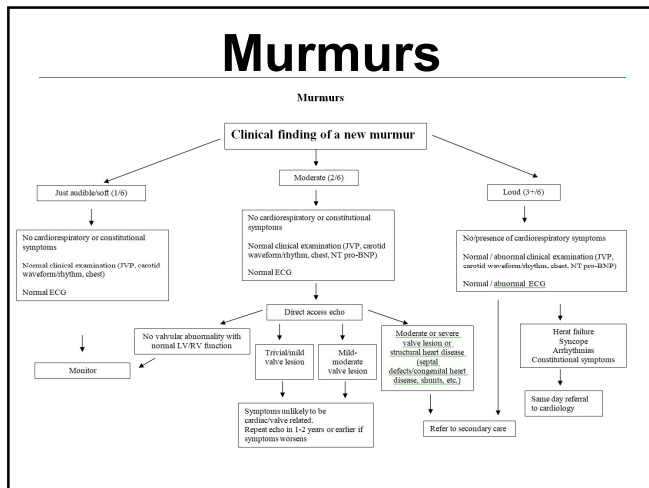 Murmurs
Murmurs
Clinical finding of a new murmur
Just audible/soft (1/6)
Moderate (2/6)
Loud (3+/6)
No cardiorespiratory or constitutional
symptoms
Normal clinical examination (JVP, carotid
waveform/rhythm, chest)
Normal ECG
No cardiorespiratory or constitutional
symptoms
Normal clinical examination (JVP, carotid
waveform/rhythm, chest, NT pro-BNP)
Normal ECG
No/presence of cardiorespiratory symptoms
Normal / abnormal clinical examination (JVP,
carotid waveform/rhythm, chest, NT pro-BNP)
Normal / abnormal ECG
Direct access echo
No valvular abnormality with
normal LV/RV function
Trivial/mild
valve lesion
Mild-
moderate
valve lesion
Moderate or severe
valve lesion or
structural heart disease
(septal
defects/congenital heart
disease, shunts, etc.)
Herat failure
Syncope
Arrhythmias
Constitutional symptoms
Monitor
Symptoms unlikely to be
cardiac/valve related.
Repeat echo in 1-2 years or earlier if
symptoms worsens
Refer to secondary care
Same day referral
to cardiology